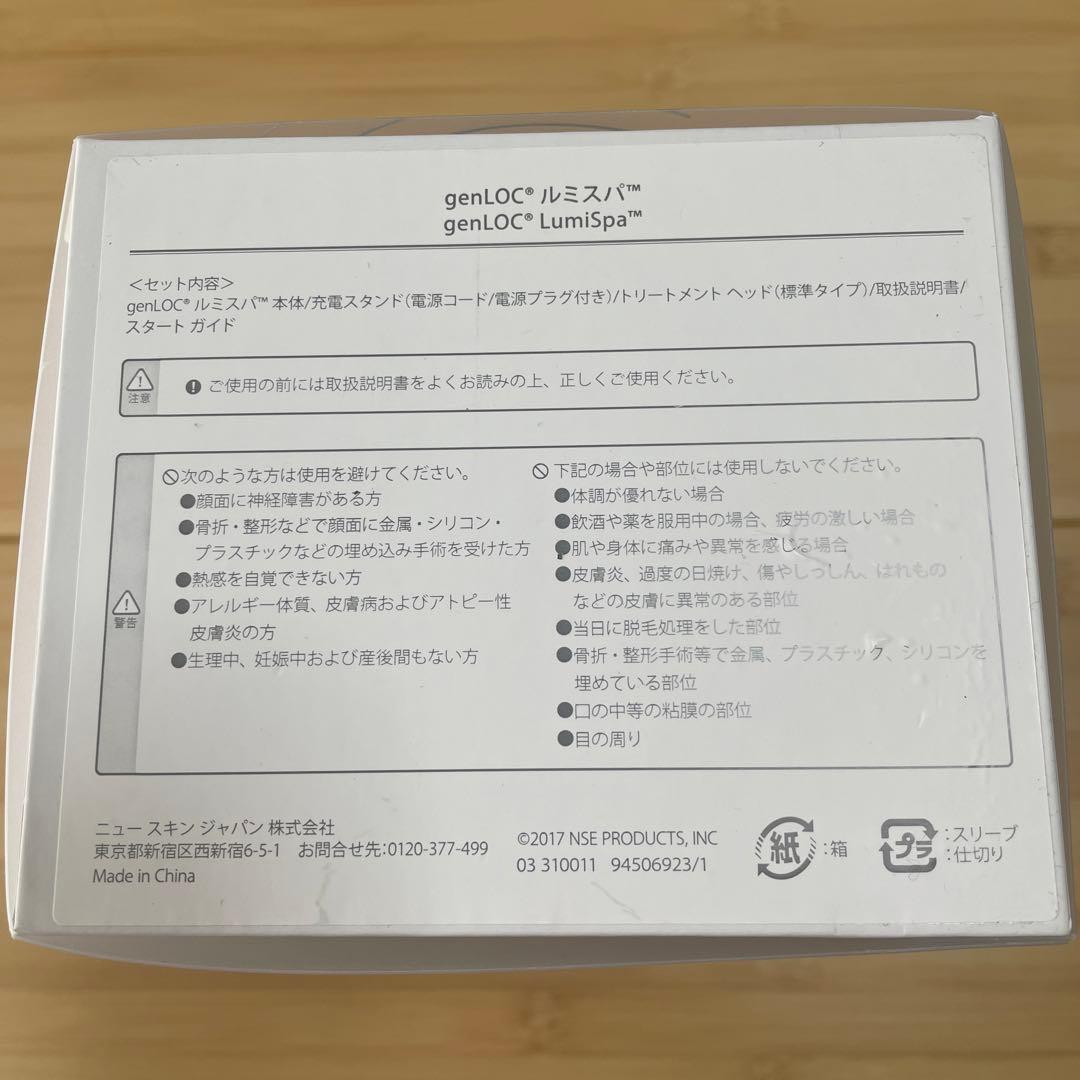 genLOC® ルミスパ™
genLOC® LumiSpa™
＜セット内容＞
genLOC® ルミスパ™ 本体/充電スタンド（電源コード/電源プラグ付き）/トリートメント ヘッド（標準タイプ）/取扱説明書/
スタート ガイド
注意
ご使用の前には取扱説明書をよくお読みの上、正しくご使用ください。
警告
次のような方は使用を避けてください。
●顔面に神経障害がある方
●骨折・整形などで顔面に金属・シリコン・
プラスチックなどの埋め込み手術を受けた方
●熱感を自覚できない方
●アレルギー体質、皮膚病およびアトピー性
皮膚炎の方
●生理中、妊娠中および産後間もない方
下記の場合や部位には使用しないでください。
●体調が優れない場合
●飲酒や薬を服用中の場合、疲労の激しい場合
●肌や身体に痛みや異常を感じる場合
●皮膚炎、過度の日焼け、傷やしっしん、はれもの
などの皮膚に異常のある部位
●当日に脱毛処理をした部位
●骨折・整形手術等で金属、プラスチック、シリコンを
埋めている部位
●口の中等の粘膜の部位
●目の周り
ニュー スキン ジャパン 株式会社
東京都新宿区西新宿6-5-1 お問合せ先:0120-377-499
Made in China
©2017 NSE PRODUCTS, INC
03 310011 94506923/1
紙 :箱
プラ :スリーブ
:仕切り